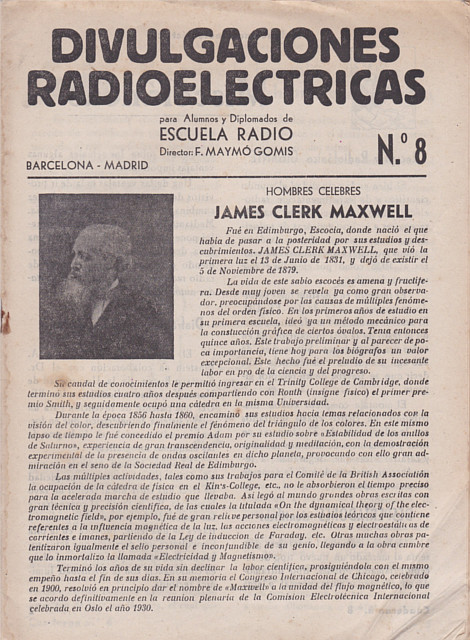 DIVULGACIONES
RADIOELECTRICAS
para Alumnos y Diplomados de
ESCUELA RADIO
Director: F. MAYMÓ GOMIS
BARCELONA - MADRID
N.º 8
HOMBRES CELEBRES
JAMES CLERK MAXWELL
Fué en Edimburgo, Escocia, donde nació el que
habia de pasar a la posteridad por sus estudios y des-
cubrimientos. JAMES CLERK MAXWELL, que vió la
primera luz el 13 de Junio de 1831, y dejó de existir el
5 de Noviembre de 1879.
La vida de este sabio escocés es amena y fructife-
ra. Desde muy joven se revela ya como gran obser-
vador, preocupándose por las causas de múltiples fenóme-
nos del orden físico. En los primeros años de estudio en
su primera escuela, ideó ya un método mecánico para
la constucción gráfica de ciertos óvalos. Tenia entonces
quince años. Este trabajo preliminar y al parecer de po-
ca importancia, tiene hoy para los biógrafos un valor
excepcional. Este hecho fué el preludio de su incesante
labor en pro de la ciencia y del progreso.
Su caudal de conocimientos le permitió ingresar en el Trinity College de Cambridge, donde
terminó sus estudios cuatro años después compartiendo con Routh (insigne físico) el primer pre-
mio Smith, y seguidamente ocupó una cátedra en la misma Universidad.
Durante la época 1856 hasta 1860, encaminó sus estudios hacia temas relacionados con la
visión del color, descubriendo finalmente el fenómeno del triángulo de los colores. En este mismo
lapso de tiempo le fué concedido el premio Adam por su estudio sobre «Estabilidad de los anillos
de Saturno», experiencia de gran transcendencia, originalidad y meditación, con la demostración
experimental de la presencia de ondas oscilantes en dicho planeta, provocando con ello gran ad-
miración en el seno de la Sociedad Real de Edimburgo.
Las múltiples actividades, tales como sus trabajos para el Comité de la British Association
la ocupación de la cátedra de física en el Kin's-College, etc., no le absorbieron el tiempo preciso
para la acelerada marcha de estudio que llevaba. Asi legó al mundo grandes obras escritas con
gran técnica y precisión cientifica, de las cuales la titulada «On the dynamical theory of the elec-
tromagnetic fields», por ejemplo, fué de gran relive personal por los estudios teóricos que contiene
referentes a la influencia magnética de la luz, las acciones electromagnéticas y electroestáticas de
corrientes e imanes, partiendo de la Ley de induccion de Faraday, etc. Otras muchas obras pa-
tentizaron igualmente el sello personal e incontundible de su genio, llegando a la obra cumbre
que lo inmortaliza la llamada «Electricidad y Magnetismo».
Terminó los años de su vida sin declinar la labor cientifica, prosiguiéndola con el mismo
empeño hasta el fin de sus días. En su memoria el Congreso Internacional de Chicago, celebrado
en 1900, resolvió en principio dar el nombre de «Maxwell» a la unidad del flujo magnético, lo que
se acordo definitivamente en la reunion plenaria de la Comision Electrotécnica Internacional
celebrada en Oslo el año 1930.